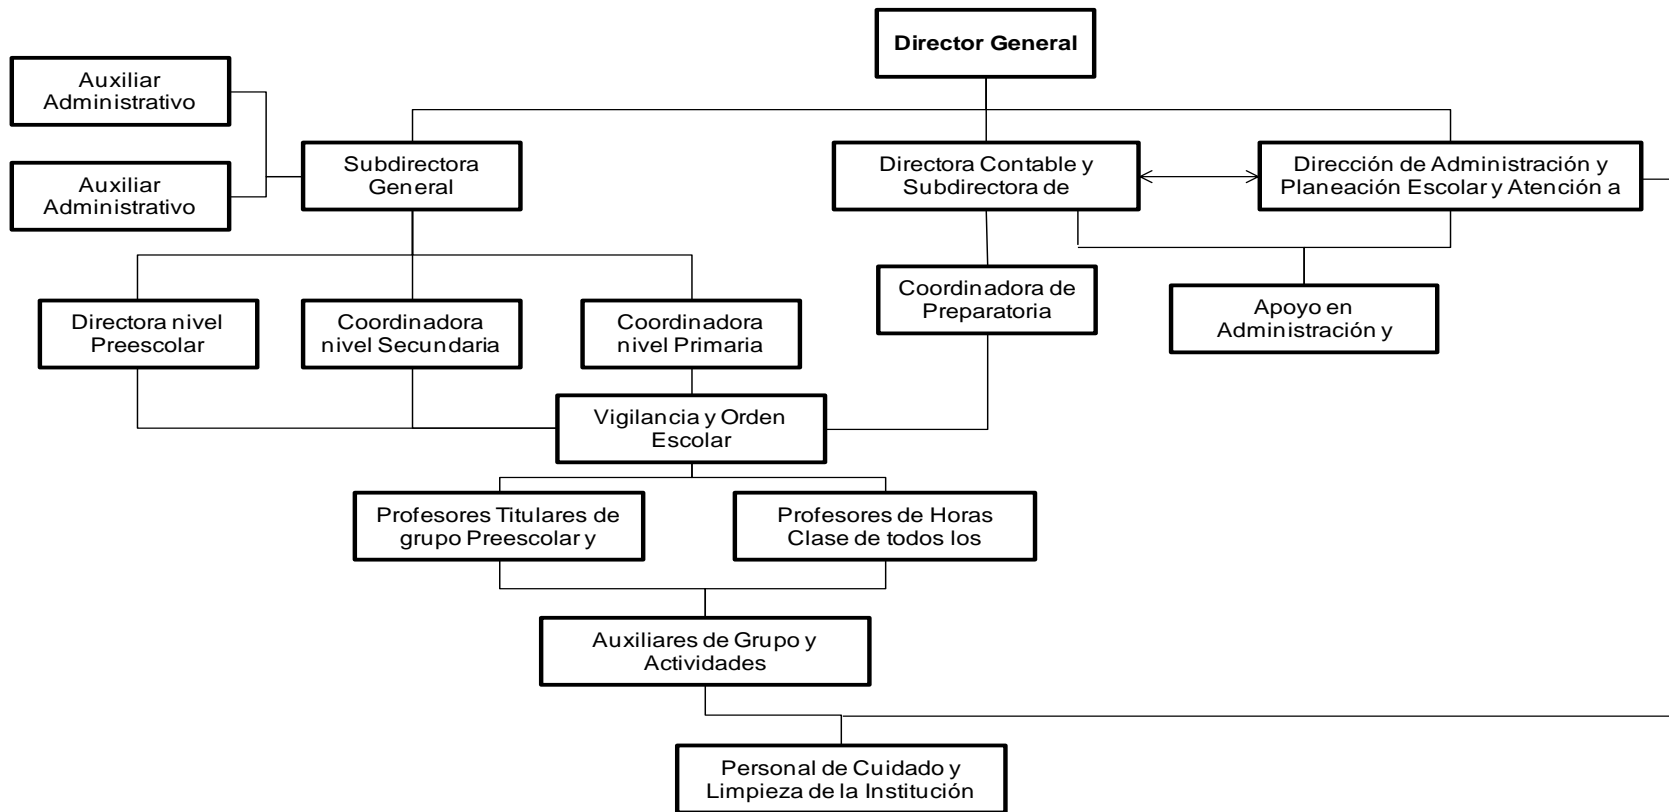 Director General
Auxiliar
Administrativo
Auxiliar
Administrativo
Subdirectora
General
Directora Contable y
Subdirectora de
Dirección de Administración y
Planeación Escolar y Atención a
Directora nivel
Preescolar
Coordinadora
nivel Secundaria
Coordinadora
nivel Primaria
Coordinadora de
Preparatoria
Apoyo en
Administración y
Vigilancia y Orden
Escolar
Profesores Titulares de
grupo Preescolar y
Profesores de Horas
Clase de todos los
Auxiliares de Grupo y
Actividades
Personal de Cuidado y
Limpieza de la Institución